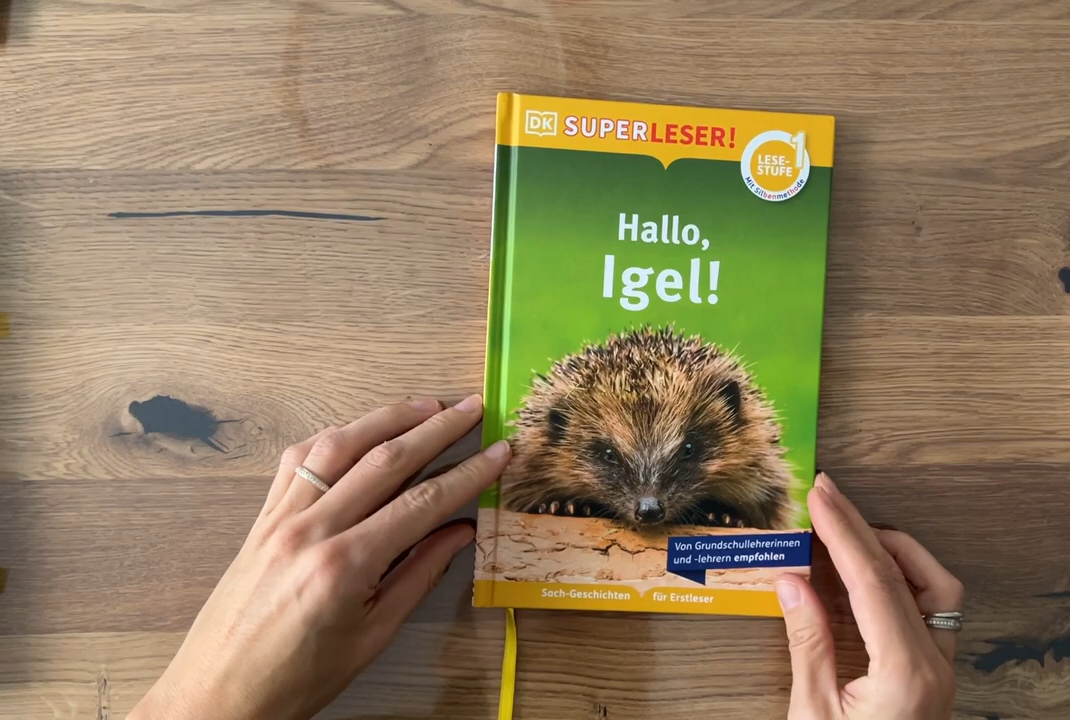 DK SUPERLESER!
LESE-
STUFE 1
Mit Silbenmethode
Hallo,
Igel!
Von Grundschullehrerinnen
und -lehrern empfohlen
Sach-Geschichten für Erstleser